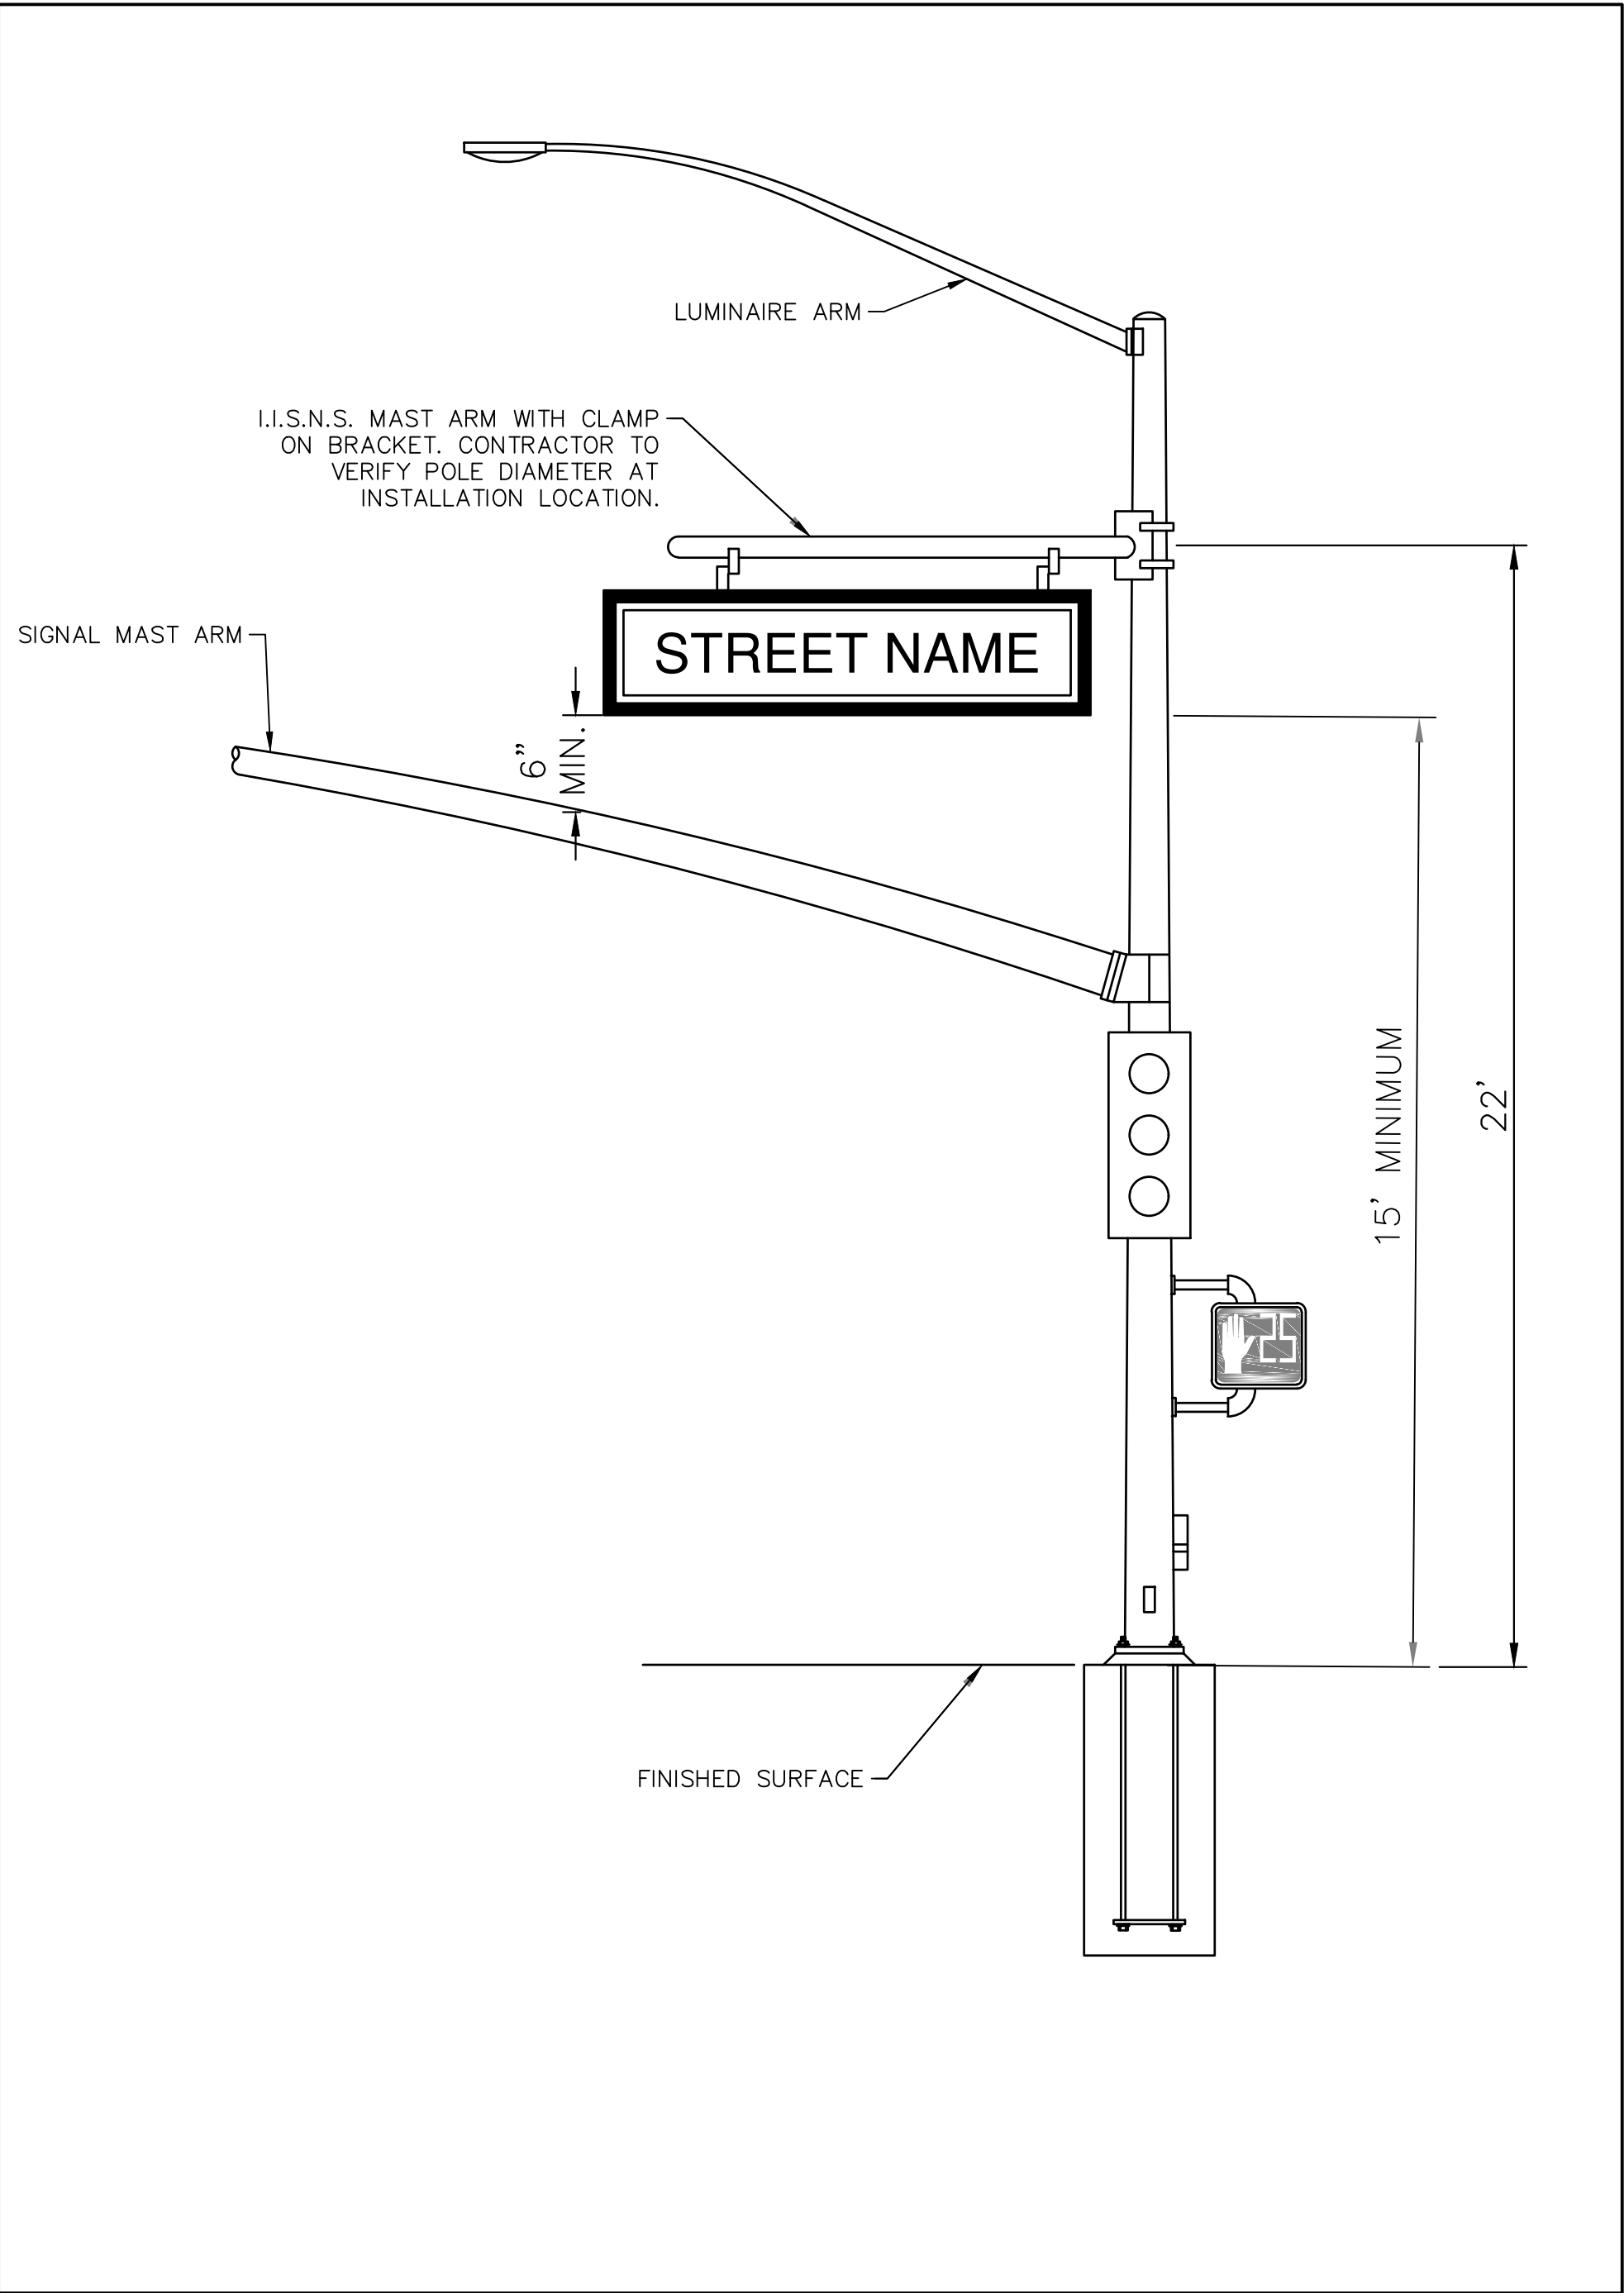 LUMINAIRE ARM
I.I.S.N.S. MAST ARM WITH CLAMP
ON BRACKET. CONTRACTOR TO
VERIFY POLE DIAMETER AT
INSTALLATION LOCATION.
SIGNAL MAST ARM
STREET NAME
6"
MIN.
15' MINIMUM
22'
25
FINISHED SURFACE